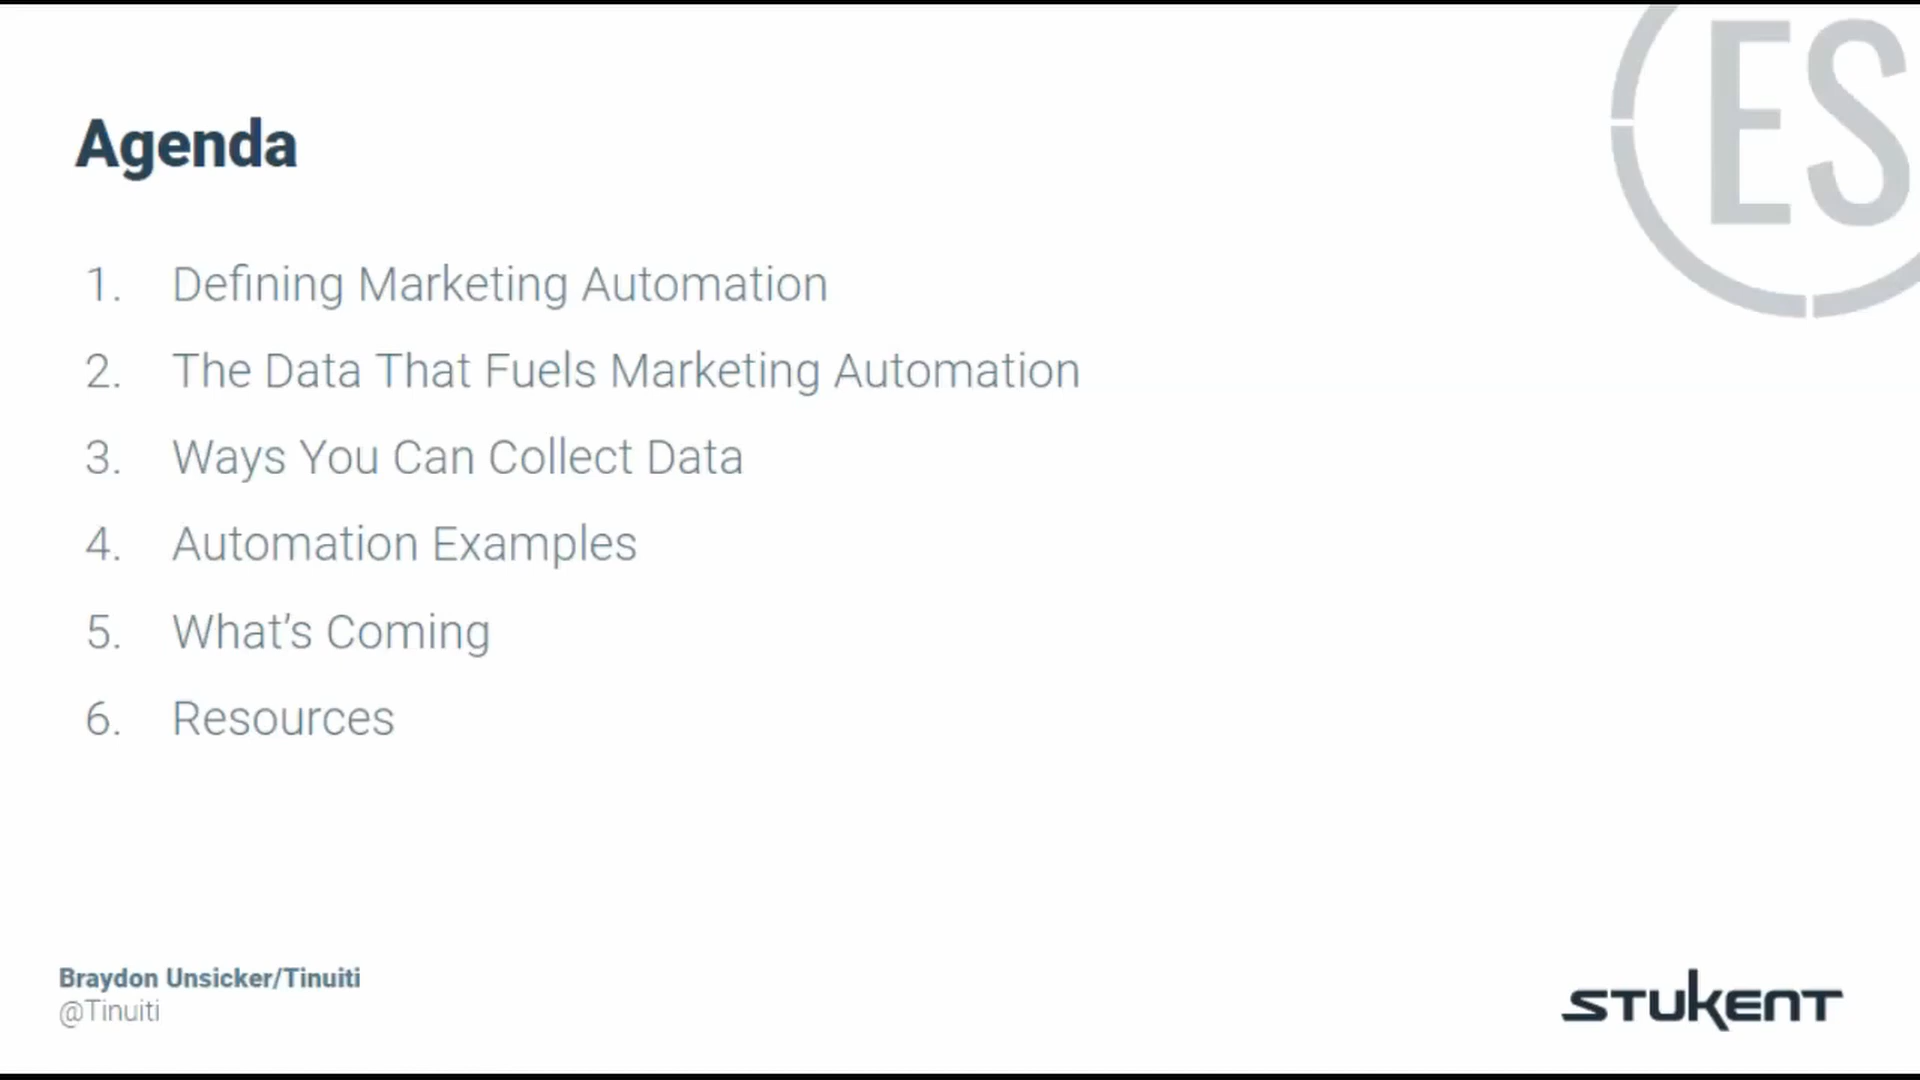 ES
Agenda
1. Defining Marketing Automation
2. The Data That Fuels Marketing Automation
3. Ways You Can Collect Data
4. Automation Examples
5. What’s Coming
6. Resources
Braydon Unsicker/Tinuiti
@Tinuiti
STUKENT